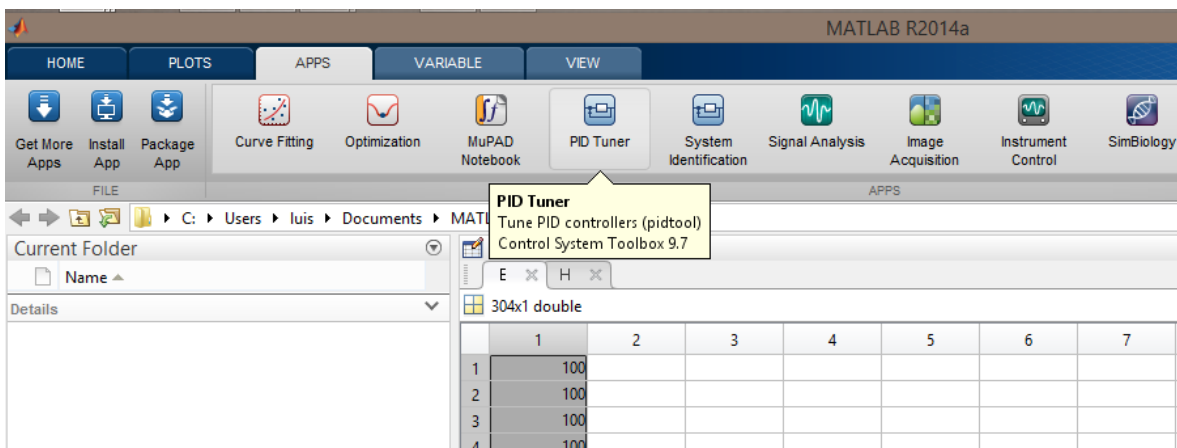 MATLAB R2014a
HOME PLOTS APPS VARIABLE VIEW
Get More Apps
Install App
Package App
Curve Fitting
Optimization
MuPAD Notebook
PID Tuner
System Identification
Signal Analysis
Image Acquisition
Instrument Control
SimBiology
FILE
APPS
C: Users luis Documents MATL
PID Tuner
Tune PID controllers (pidtool)
Control System Toolbox 9.7
Current Folder
Name
Details
E H
304x1 double
1 2 3 4 5 6 7
1 100
2 100
3 100
4 100